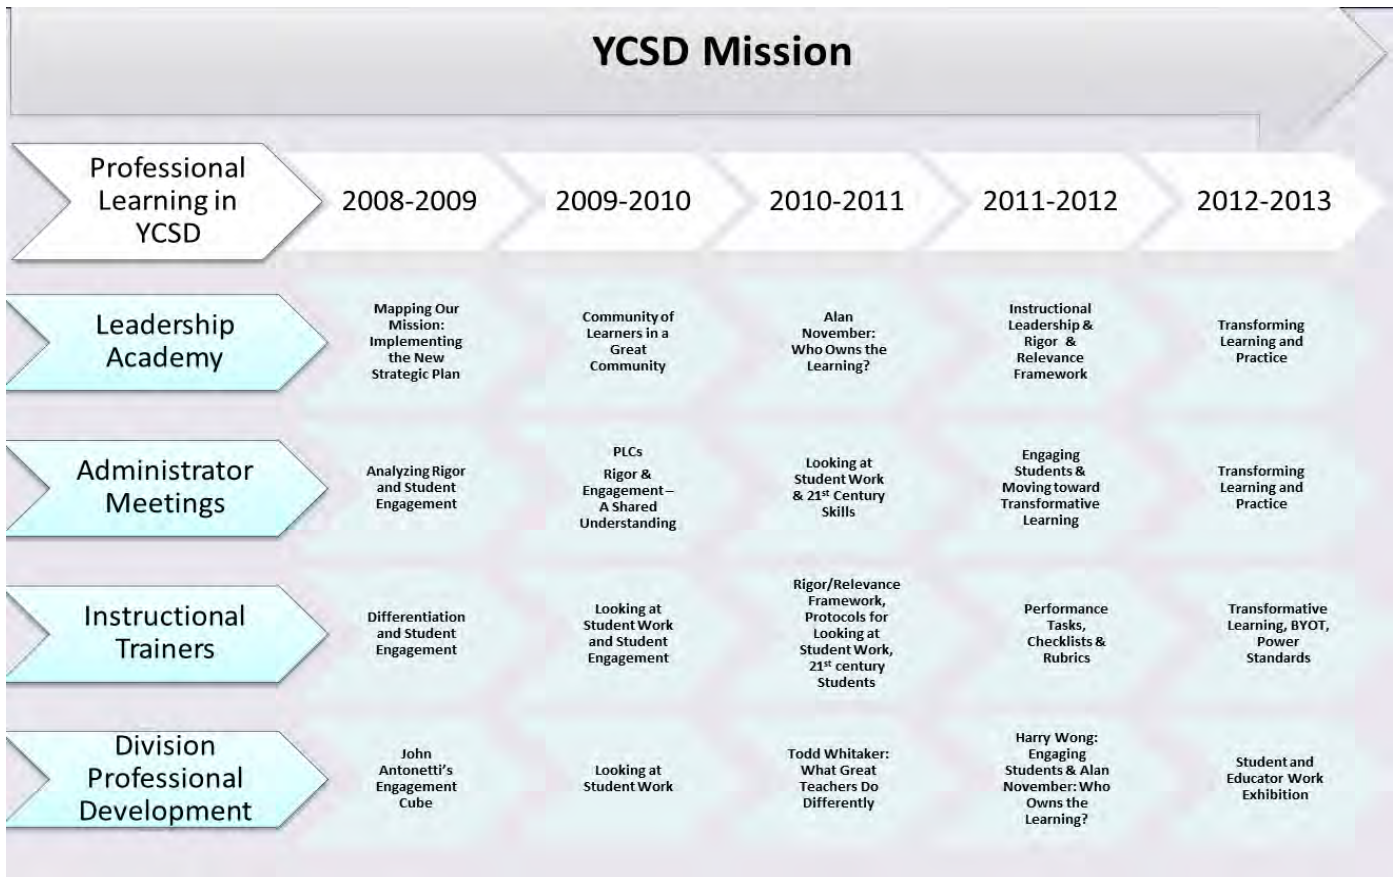 YCSD Mission
Professional
Learning in
YCSD
2008-2009
2009-2010
2010-2011
2011-2012
2012-2013
Leadership
Academy
Mapping Our
Mission:
Implementing
the New
Strategic Plan
Community of
Learners in a
Great
Community
Alan
November:
Who Owns the
Learning?
Instructional
Leadership &
Rigor &
Relevance
Framework
Transforming
Learning and
Practice
Administrator
Meetings
Analyzing Rigor
and Student
Engagement
PLCs
Rigor &
Engagement –
A Shared
Understanding
Looking at
Student Work
& 21st Century
Skills
Engaging
Students &
Moving toward
Transformative
Learning
Transforming
Learning and
Practice
Instructional
Trainers
Differentiation
and Student
Engagement
Looking at
Student Work
and Student
Engagement
Rigor/Relevance
Framework,
Protocols for
Looking at
Student Work,
21st century
Students
Performance
Tasks,
Checklists &
Rubrics
Transformative
Learning, BYOT,
Power
Standards
Division
Professional
Development
John
Antonetti's
Engagement
Cube
Looking at
Student Work
Todd Whitaker:
What Great
Teachers Do
Differently
Harry Wong:
Engaging
Students & Alan
November: Who
Owns the
Learning?
Student and
Educator Work
Exhibition